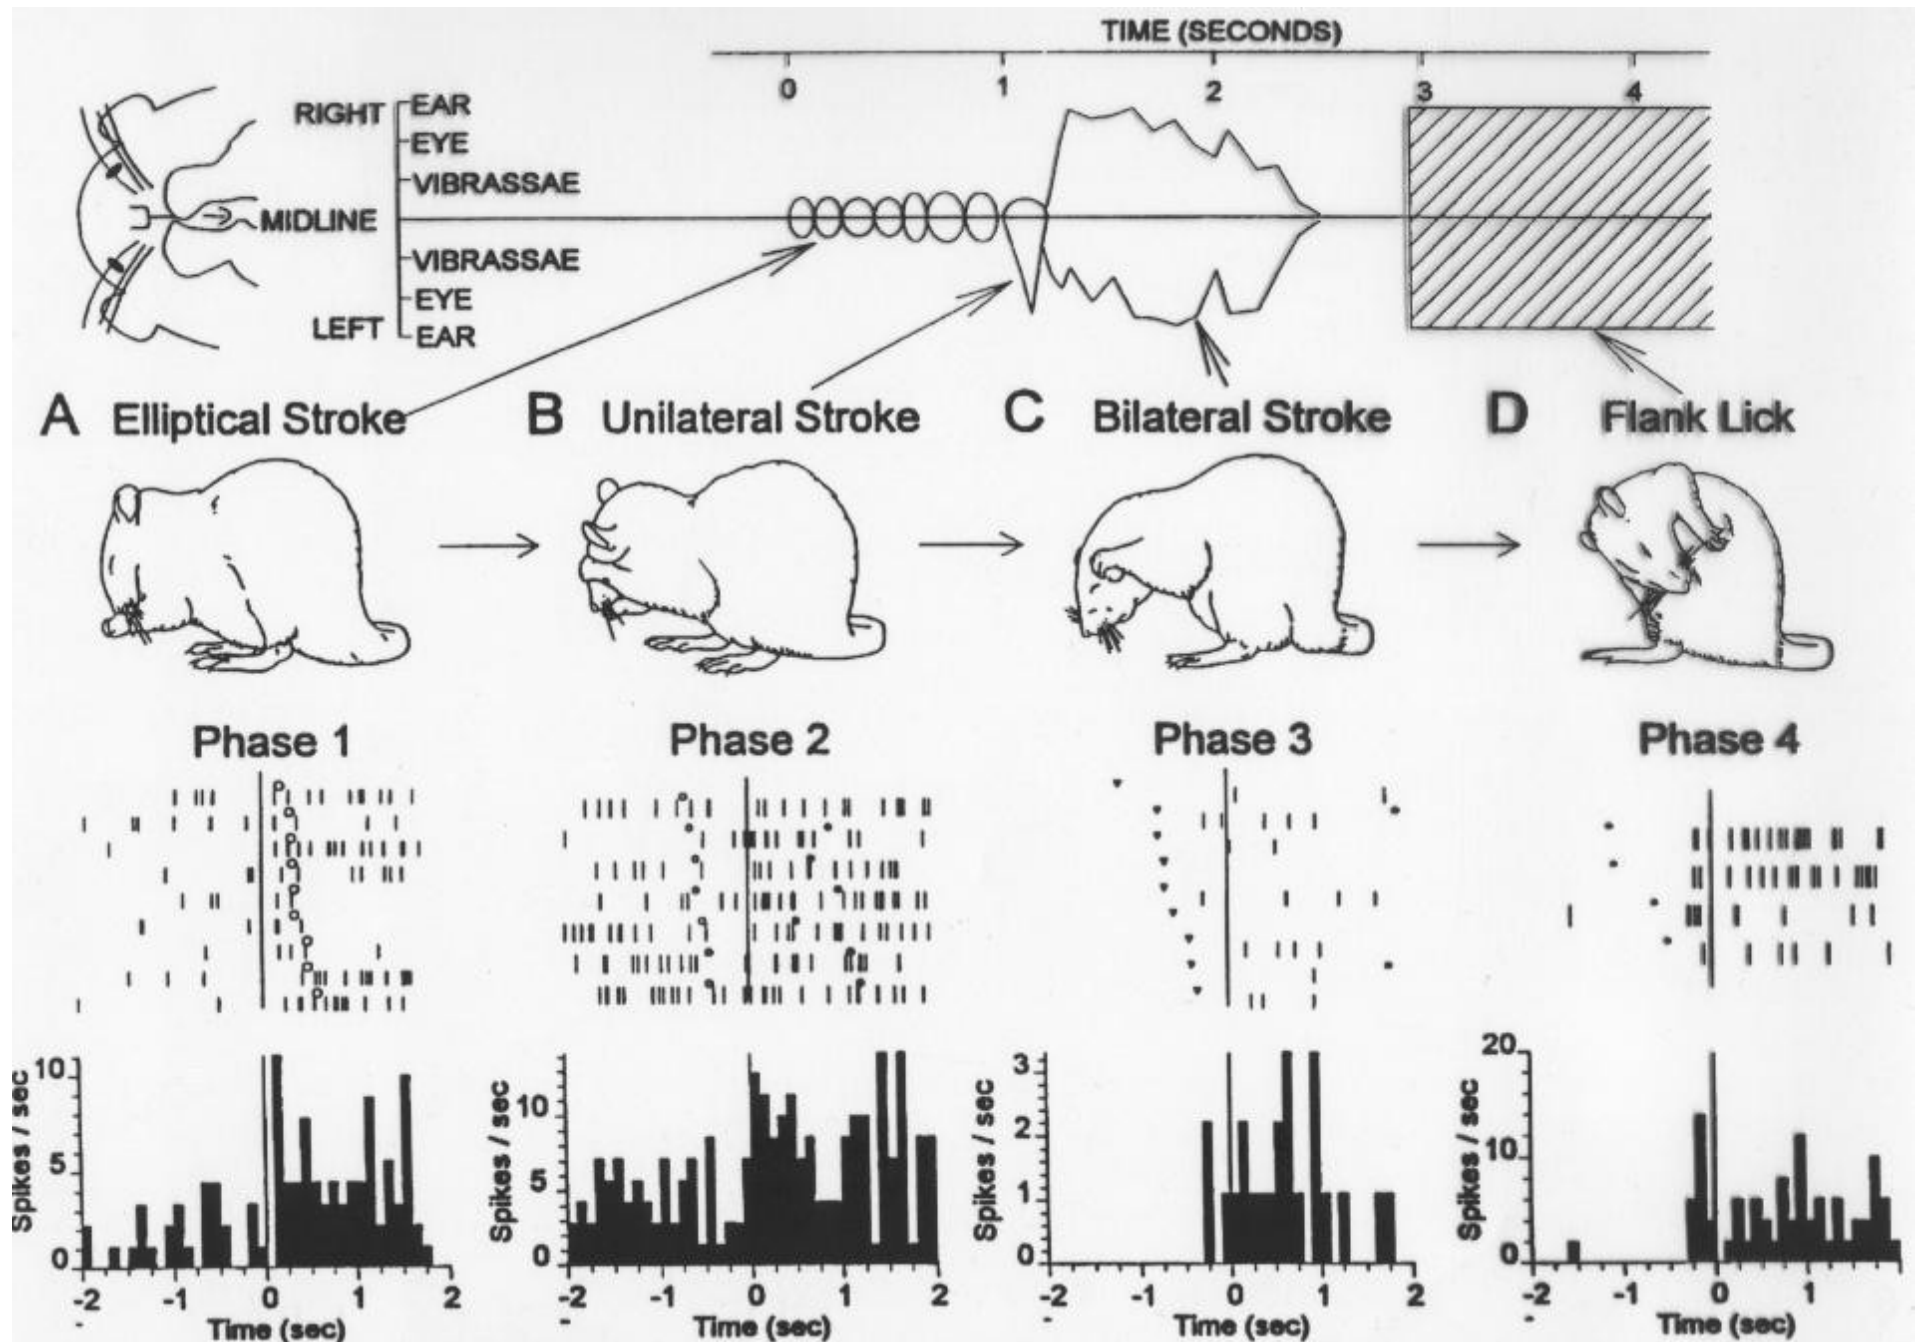 TIME (SECONDS)
0 1 2 3 4
RIGHT EAR
EYE
VIBRASSAE
MIDLINE
VIBRASSAE
EYE
LEFT EAR
A Elliptical Stroke B Unilateral Stroke C Bilateral Stroke D Flank Lick
Phase 1 Phase 2 Phase 3 Phase 4
Spikes / sec
10
5
0
-2 -1 0 1 2
Time (sec)
Spikes / sec
10
5
0
-2 -1 0 1 2
Time (sec)
Spikes / sec
3
2
1
0
-2 -1 0 1 2
Time (sec)
Spikes / sec
20
10
0
-2 -1 0 1
Time (sec)